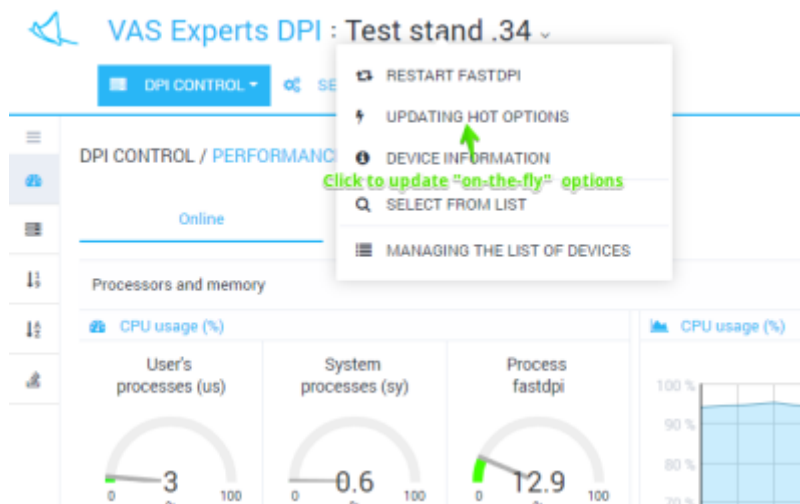 VAS Experts DPI : Test stand .34
DPI CONTROL
SE
RESTART FASTDPI
UPDATING HOT OPTIONS
DEVICE INFORMATION
Click to update "on-the-fly" options
SELECT FROM LIST
MANAGING THE LIST OF DEVICES
DPI CONTROL / PERFORMANC
Online
Processors and memory
CPU usage (%)
CPU usage (%)
User's processes (us)
System processes (sy)
Process fastdpi
3
0 100
0.6
0 100
12.9
0 100
100 %
90 %
80 %
70 %